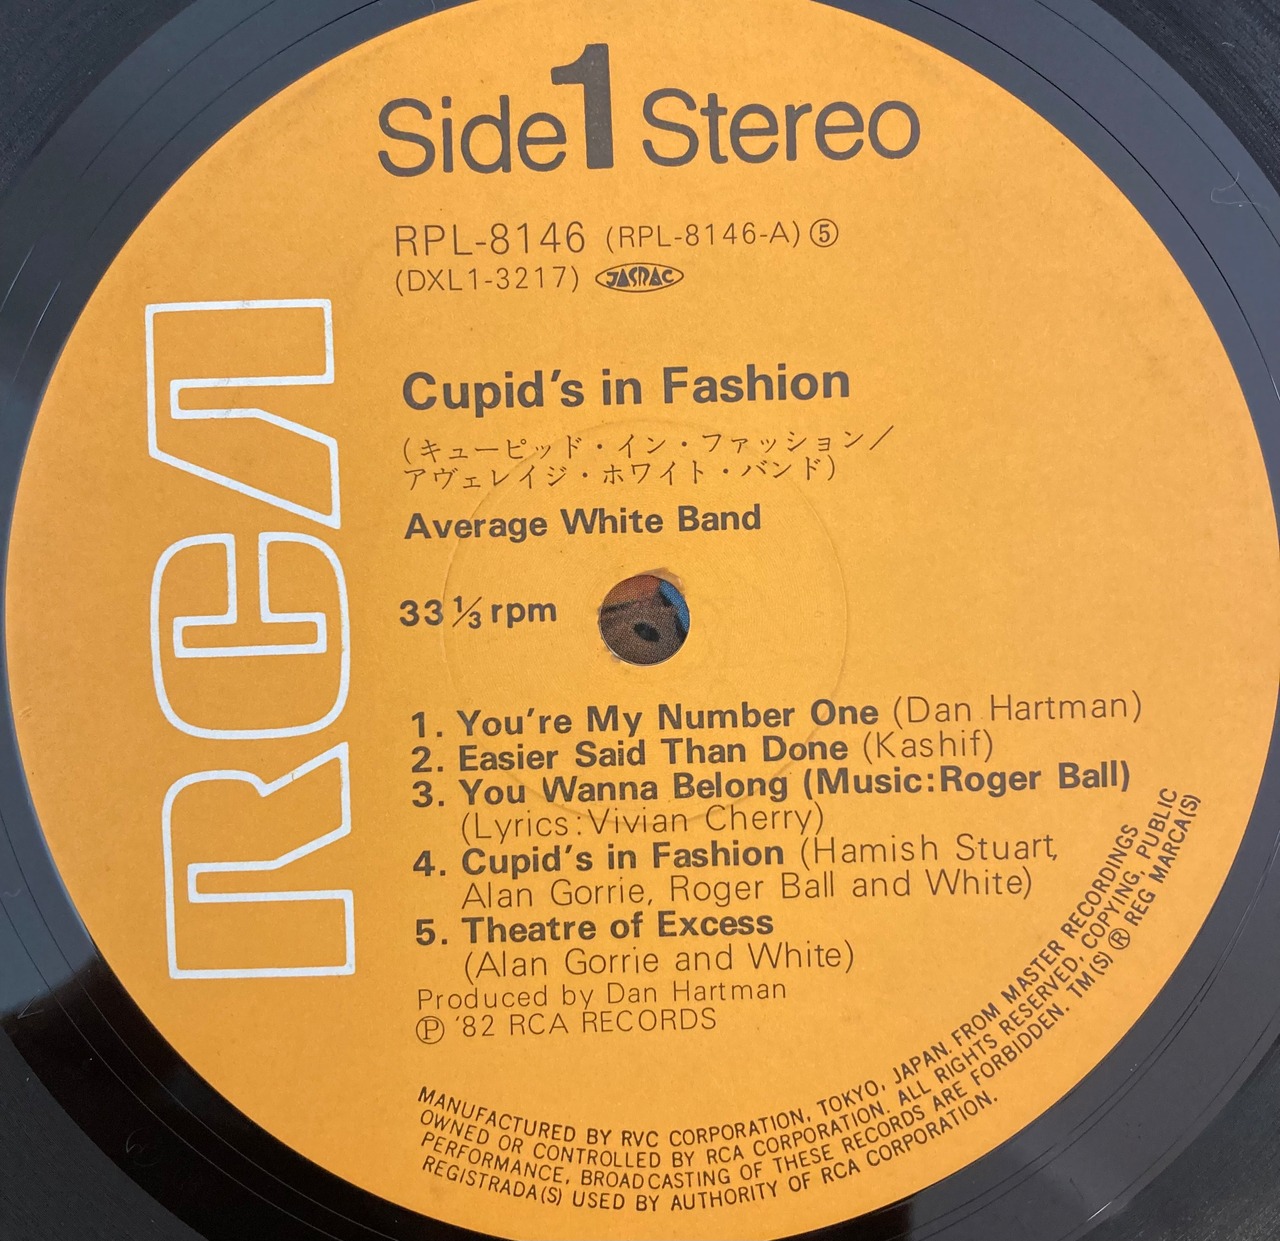 Side 1 Stereo
RPL-8146 (RPL-8146-A) ⑤
(DXL1-3217) JASRAC
RCA
Cupid's in Fashion
(キューピッド・イン・ファッション／
アヴェレイジ・ホワイト・バンド)
Average White Band
33 ⅓ rpm
1. You're My Number One (Dan Hartman)
2. Easier Said Than Done (Kashif)
3. You Wanna Belong (Music:Roger Ball)
(Lyrics:Vivian Cherry)
4. Cupid's in Fashion (Hamish Stuart,
Alan Gorrie, Roger Ball and White)
5. Theatre of Excess
(Alan Gorrie and White)
Produced by Dan Hartman
Ⓟ '82 RCA RECORDS
MANUFACTURED BY RVC CORPORATION, TOKYO, JAPAN. FROM MASTER RECORDINGS
OWNED OR CONTROLLED BY RCA CORPORATION. ALL RIGHTS RESERVED, COPYING, PUBLIC
PERFORMANCE, BROADCASTING OF THESE RECORDS ARE FORBIDDEN. TM(S) ® REG MARCA(S)
REGISTRADA(S) USED BY AUTHORITY OF RCA CORPORATION.